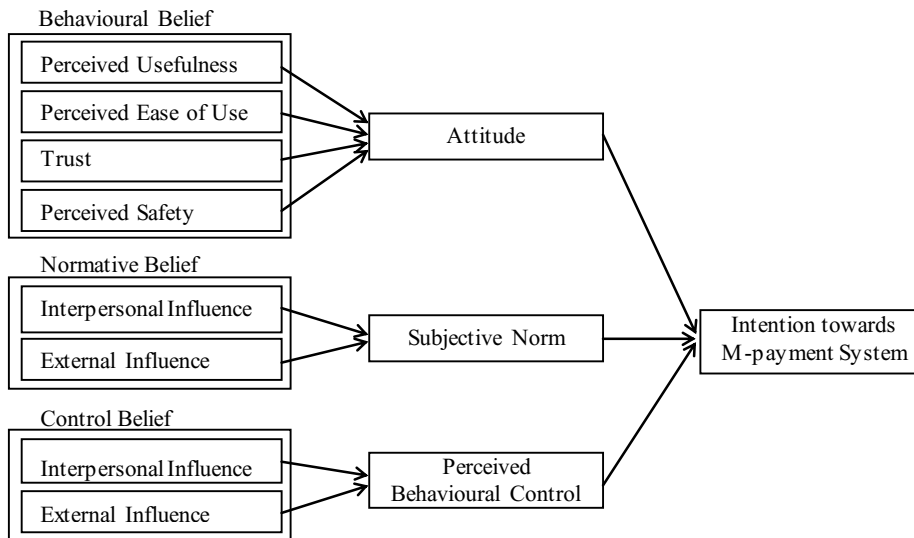 Behavioural Belief
Perceived Usefulness
Perceived Ease of Use
Trust
Perceived Safety
Attitude
Normative Belief
Interpersonal Influence
External Influence
Subjective Norm
Intention towards
M-payment System
Control Belief
Interpersonal Influence
External Influence
Perceived
Behavioural Control